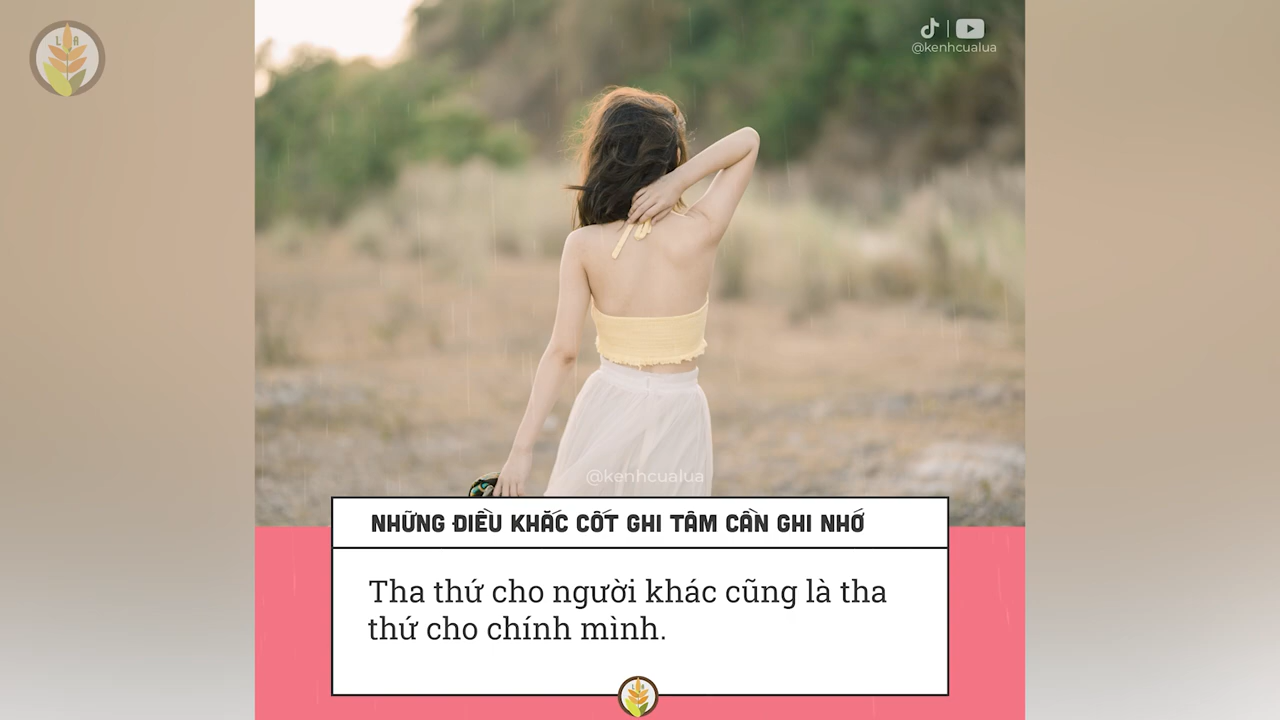 L A
@kenhcualua
@kenhcualua
NHỮNG ĐIỀU KHẮC CỐT GHI TÂM CẦN GHI NHỚ
Tha thứ cho người khác cũng là tha
thứ cho chính mình.
L A